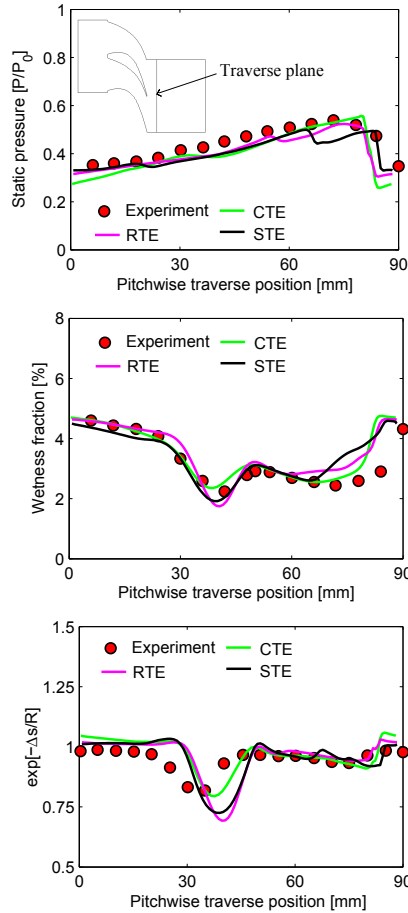 1
0.8
0.6
0.4
0.2
0
Static pressure [P/P0]
Traverse plane
Experiment
CTE
RTE
STE
0 30 60 90
Pitchwise traverse position [mm]
8
6
4
2
0
Wetness fraction [%]
Experiment
CTE
RTE
STE
0 30 60 90
Pitchwise traverse position [mm]
1.5
1.25
1
0.75
0.5
exp[−Δs/R]
Experiment
CTE
RTE
STE
0 30 60 90
Pitchwise traverse position [mm]